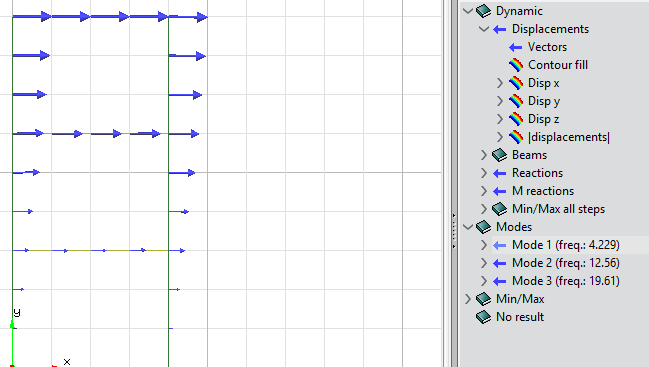 Dynamic
Displacements
Vectors
Contour fill
Disp x
Disp y
Disp z
|displacements|
Beams
Reactions
M reactions
Min/Max all steps
Modes
Mode 1 (freq.: 4.229)
Mode 2 (freq.: 12.56)
Mode 3 (freq.: 19.61)
Min/Max
No result
y
x